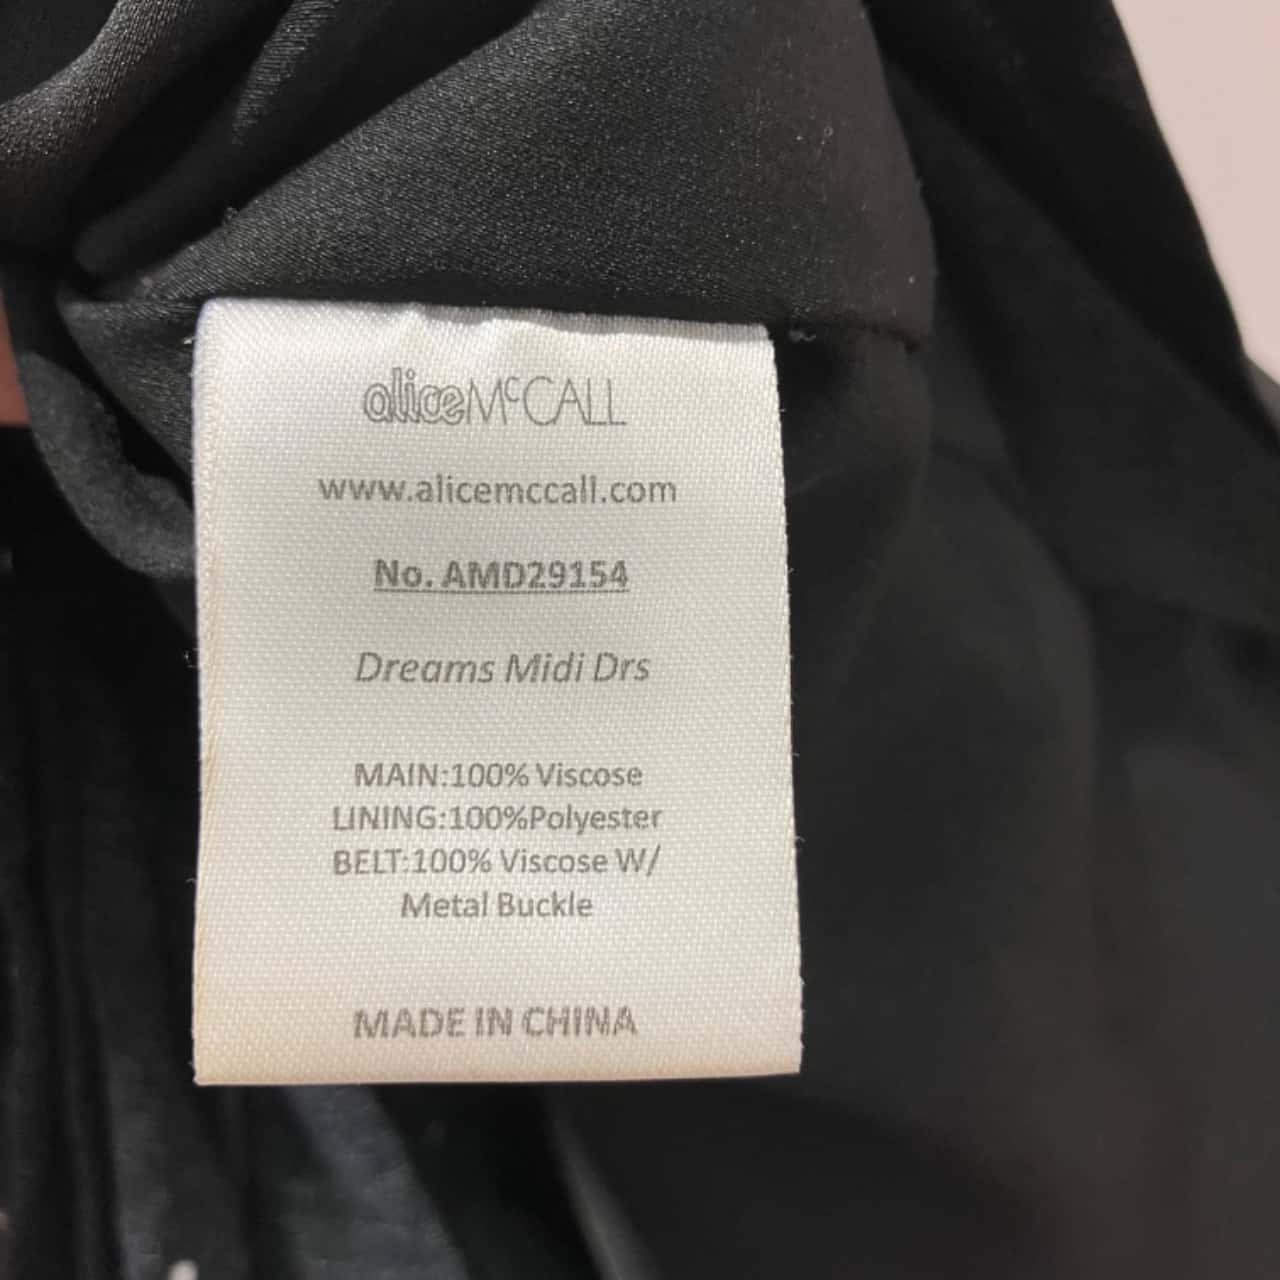 alice McCALL
www.alicemccall.com
No. AMD29154
Dreams Midi Drs
MAIN:100% Viscose
LINING:100%Polyester
BELT:100% Viscose W/
Metal Buckle
MADE IN CHINA